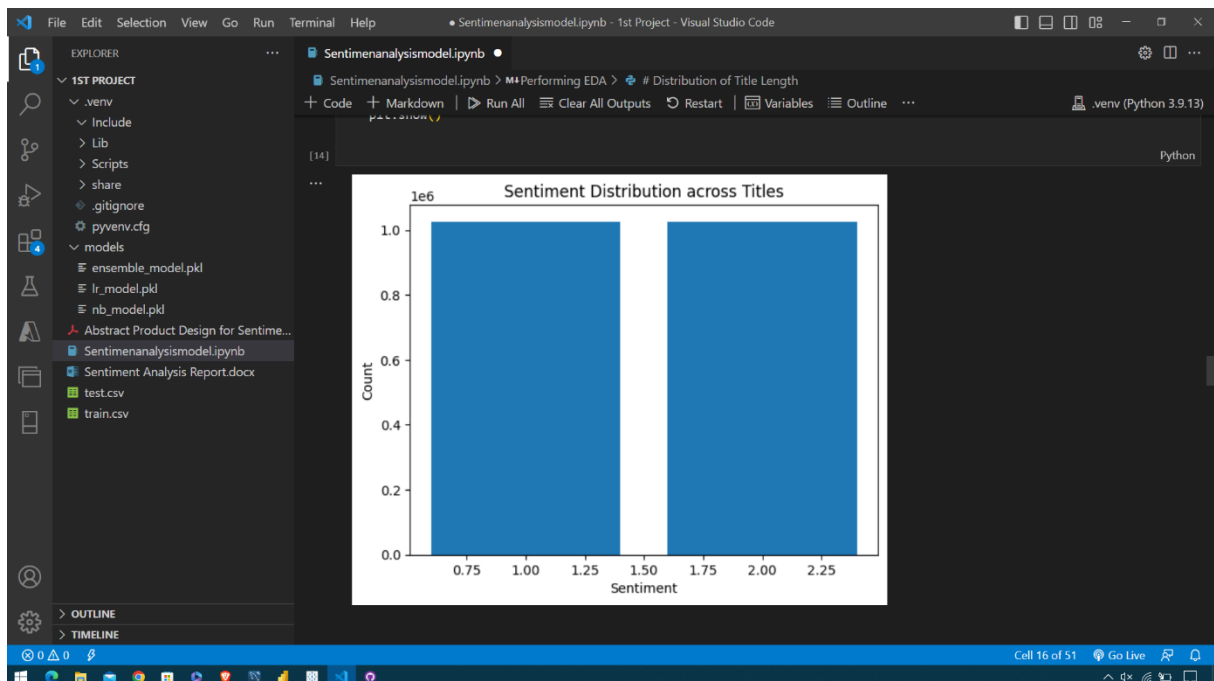 File Edit Selection View Go Run Terminal Help ● Sentimenanalysismodel.ipynb - 1st Project - Visual Studio Code
EXPLORER
1ST PROJECT
.venv
Include
Lib
Scripts
share
.gitignore
pyvenv.cfg
models
ensemble_model.pkl
lr_model.pkl
nb_model.pkl
Abstract Product Design for Sentime...
Sentimenanalysismodel.ipynb
Sentiment Analysis Report.docx
test.csv
train.csv
OUTLINE
TIMELINE
1
4
Sentimenanalysismodel.ipynb ●
Sentimenanalysismodel.ipynb > M↓Performing EDA > # Distribution of Title Length
+ Code + Markdown Run All Clear All Outputs Restart Variables Outline ... .venv (Python 3.9.13)
plt.show()
[14] Python
...
1e6 Sentiment Distribution across Titles
1.0
0.8
0.6
0.4
0.2
0.0
Count
0.75 1.00 1.25 1.50 1.75 2.00 2.25
Sentiment
0 0 Cell 16 of 51 Go Live